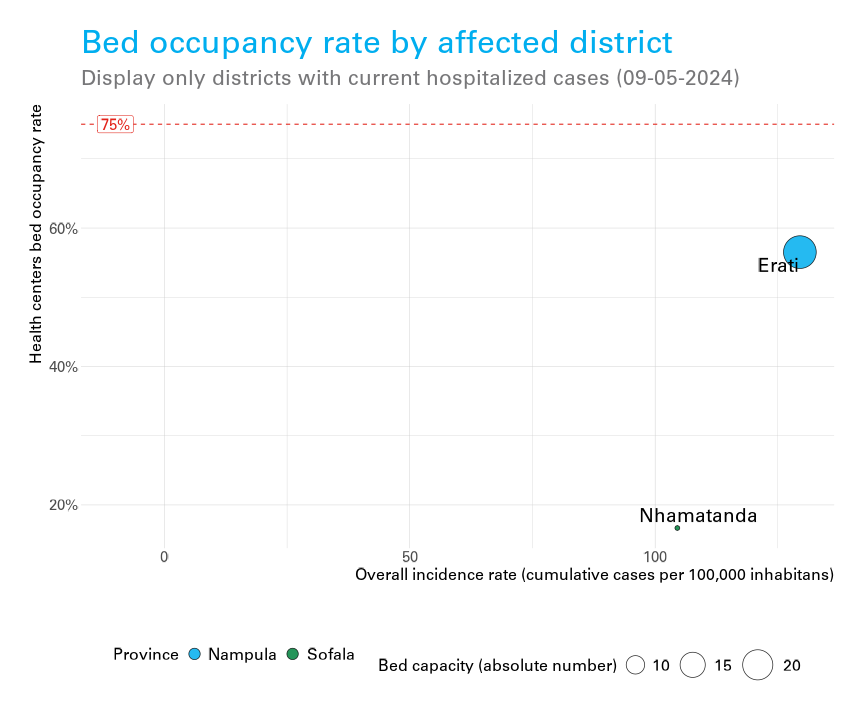 Bed occupancy rate by affected district
Display only districts with current hospitalized cases (09-05-2024)
Health centers bed occupancy rate
75%
60%
Erati
40%
20%
Nhamatanda
0 50 100
Overall incidence rate (cumulative cases per 100,000 inhabitans)
Province Nampula Sofala
Bed capacity (absolute number) 10 15 20